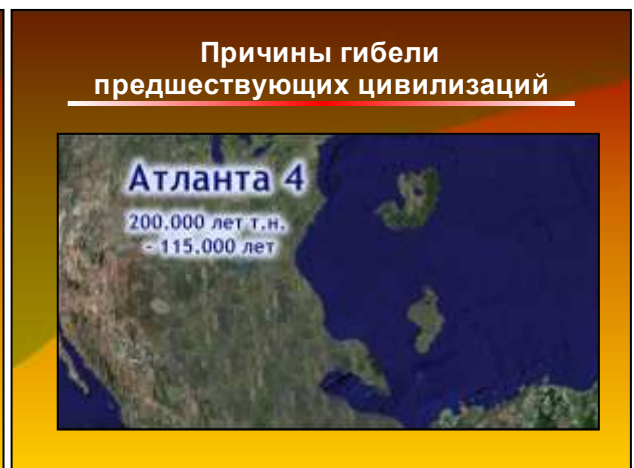 Причины гибели
предшествующих цивилизаций
Атланта 4
200.000 лет т.н.
- 115.000 лет